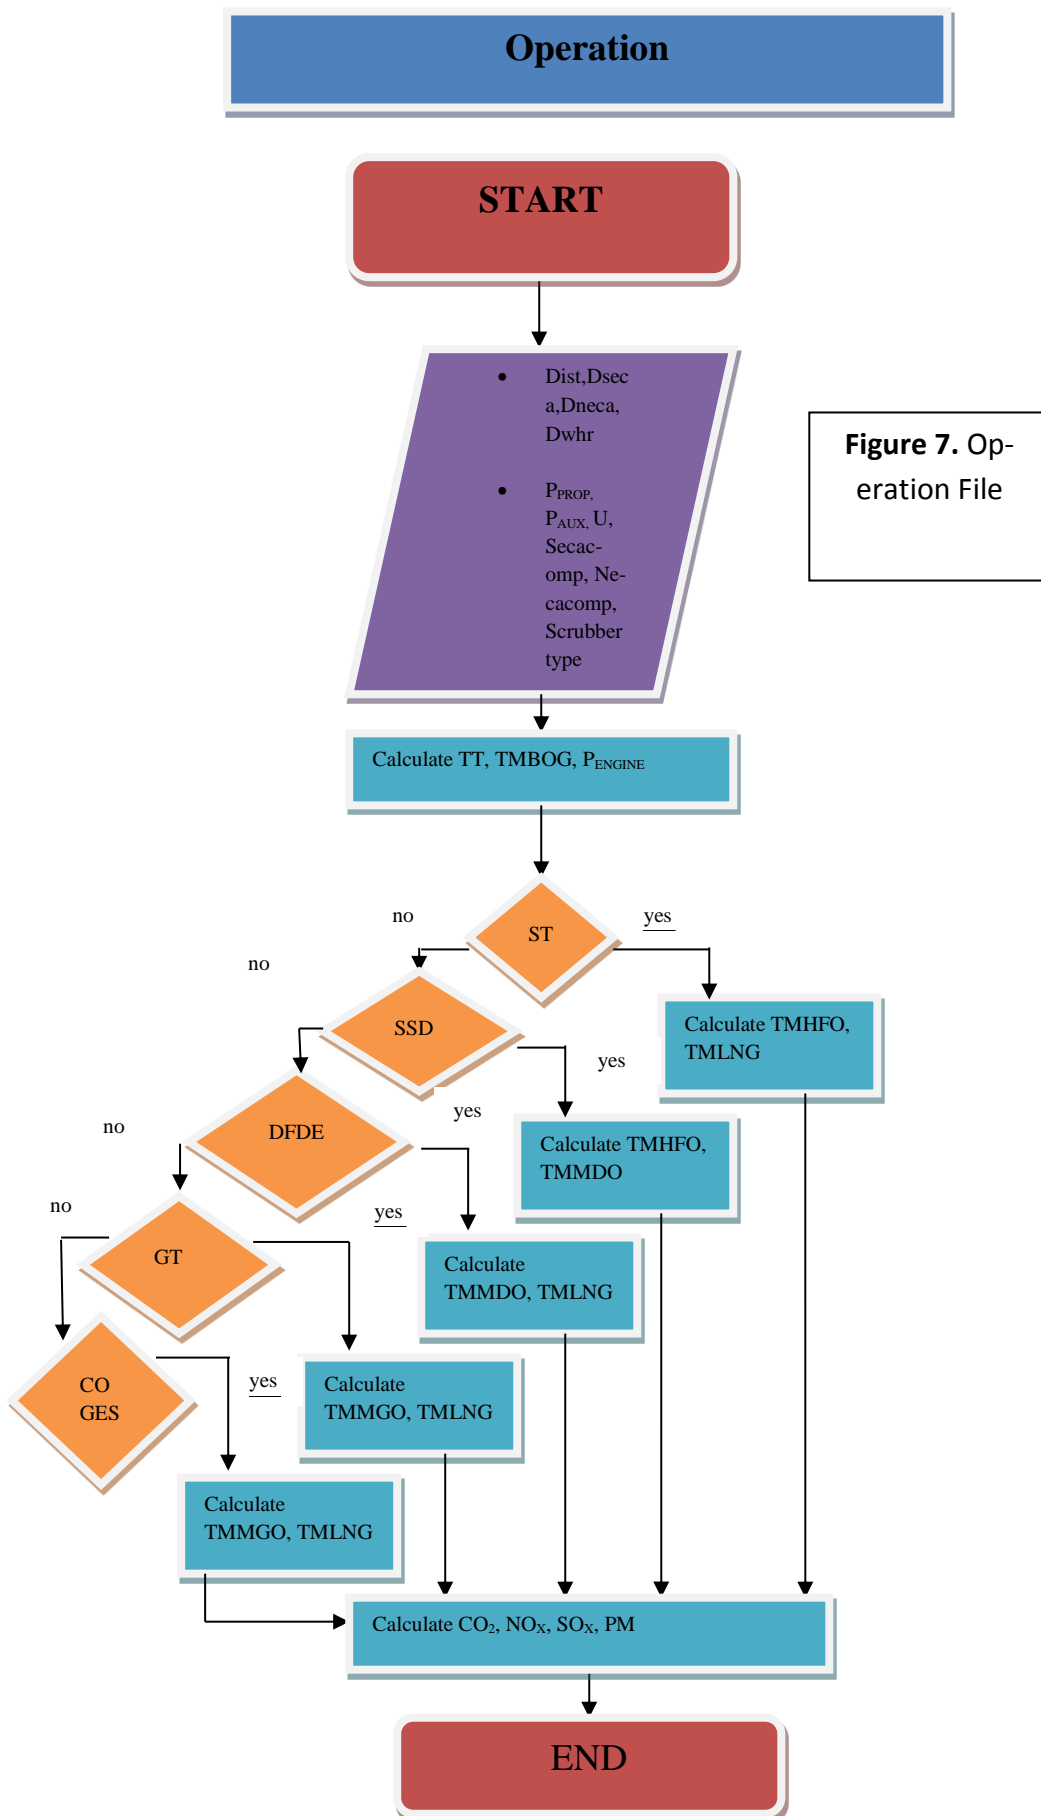 Operation
START
• Dist,Dsec
a,Dneca,
Dwhr
• PPROP,
PAUX, U,
Secac-
omp, Ne-
cacomp,
Scrubber
type
Figure 7. Op-
eration File
Calculate TT, TMBOG, PENGINE
ST
no
yes
no
SSD
Calculate TMHFO,
TMLNG
yes
DFDE
yes
no
Calculate TMHFO,
TMMDO
no
yes
GT
Calculate
TMMDO, TMLNG
CO
GES
yes
Calculate
TMMGO, TMLNG
Calculate
TMMGO, TMLNG
Calculate CO₂, NOX, SOX, PM
END